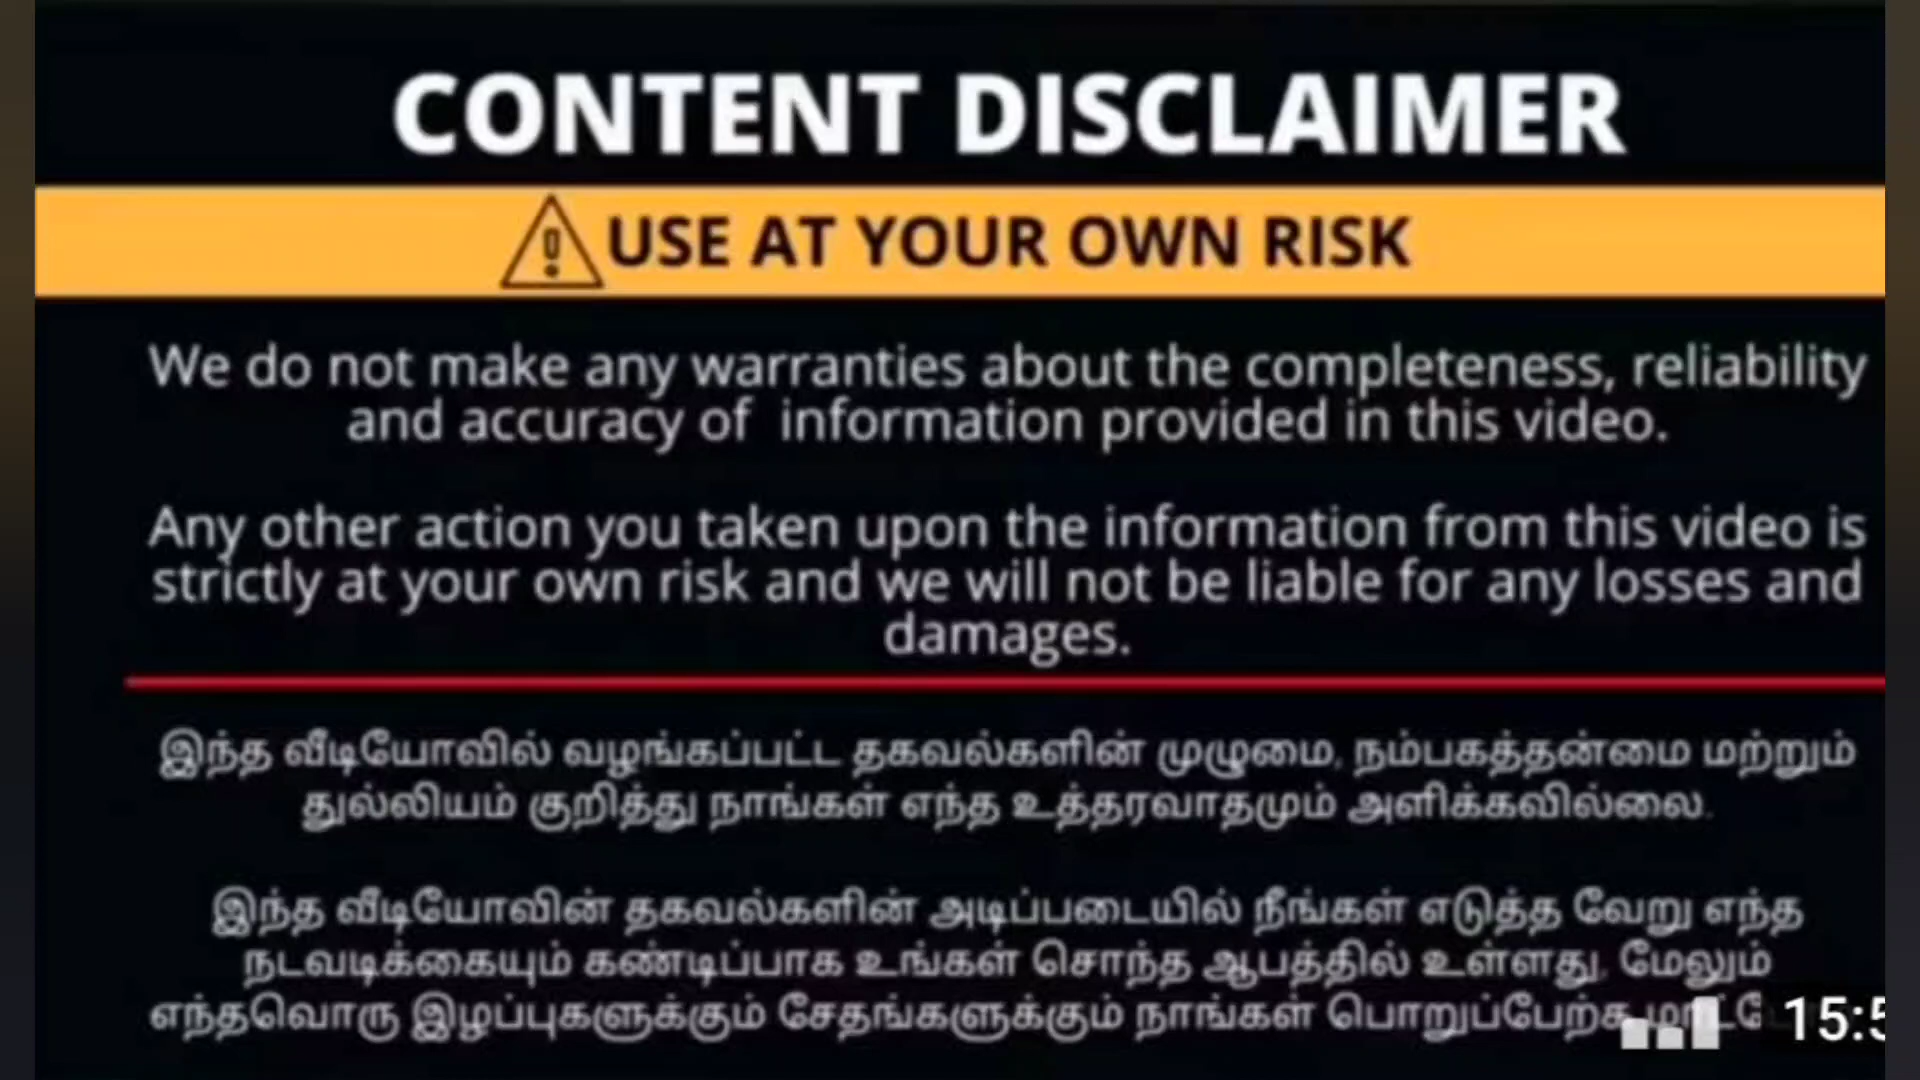 CONTENT DISCLAIMER
USE AT YOUR OWN RISK
We do not make any warranties about the completeness, reliability
and accuracy of information provided in this video.
Any other action you taken upon the information from this video is
strictly at your own risk and we will not be liable for any losses and
damages.
இந்த வீடியோவில் வழங்கப்பட்ட தகவல்களின் முழுமை, நம்பகத்தன்மை மற்றும்
துல்லியம் குறித்து நாங்கள் எந்த உத்தரவாதமும் அளிக்கவில்லை.
இந்த வீடியோவின் தகவல்களின் அடிப்படையில் நீங்கள் எடுத்த வேறு எந்த
நடவடிக்கையும் கண்டிப்பாக உங்கள் சொந்த ஆபத்தில் உள்ளது, மேலும்
எந்தவொரு இழப்புகளுக்கும் சேதங்களுக்கும் நாங்கள் பொறுப்பேற்க